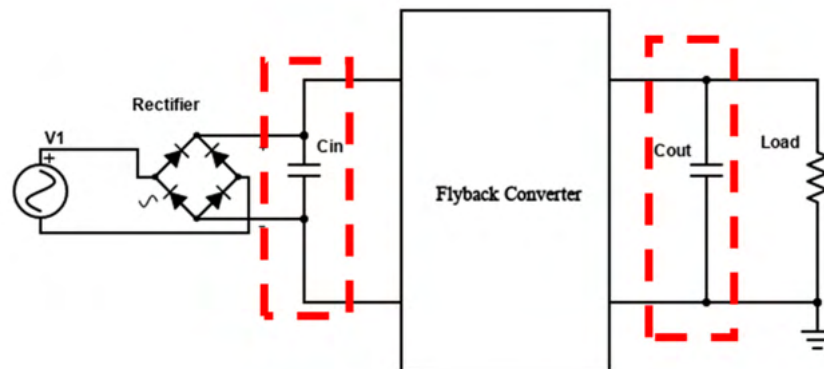 Rectifier
V1
+
Cin
-
-
Flyback Converter
Cout
Load